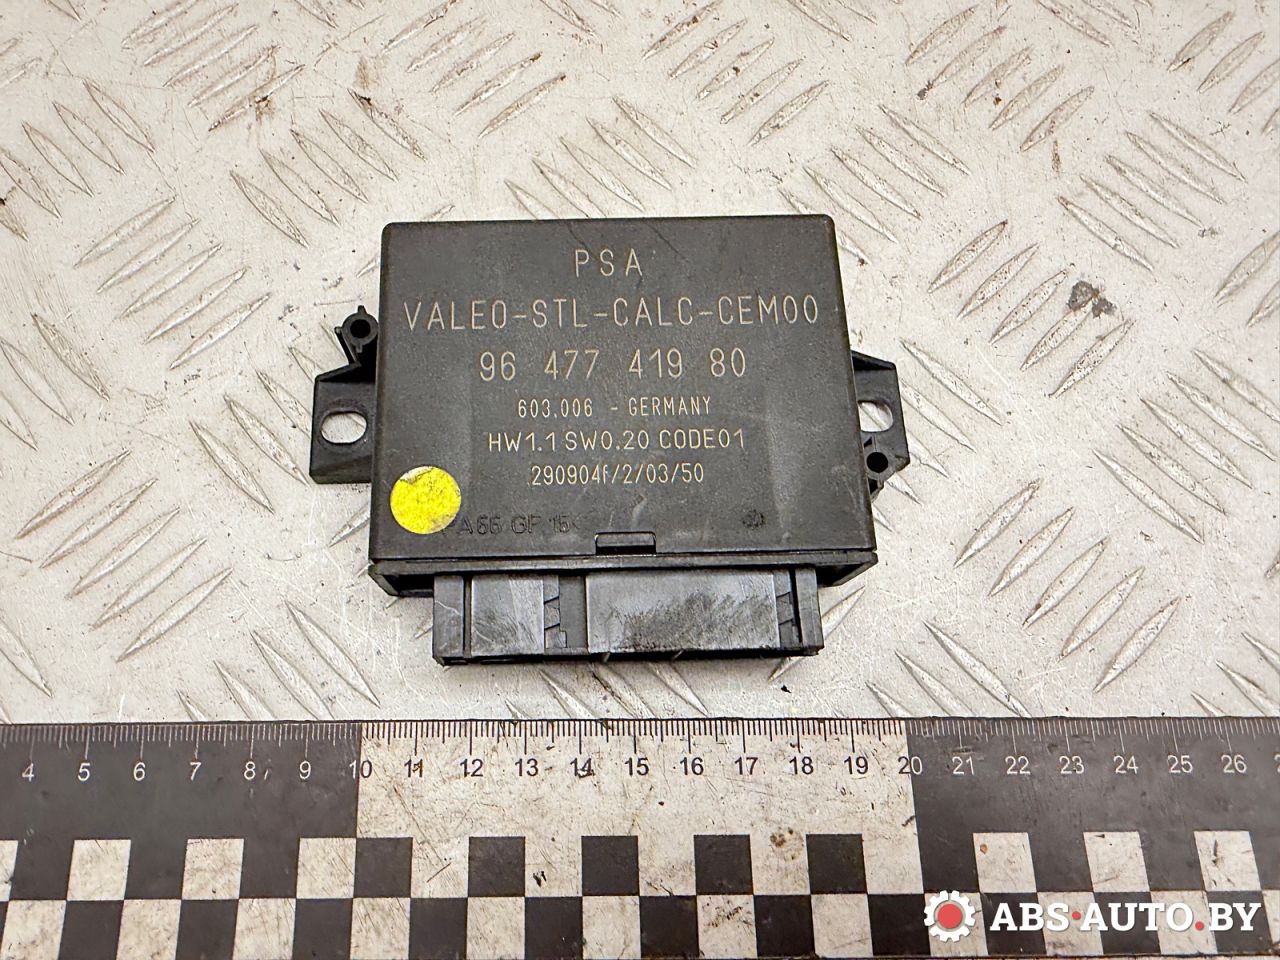 PSA
VALEO-STL-CALC-CEM00
96 477 419 80
603.006 - GERMANY
HW1.1 SW0.20 CODE01
290904f/2/03/50
4 5 6 7 8 9 10 11 12 13 14 15 16 17 18 19 20 21 22 23 24 25 26
ABS-AUTO.BY